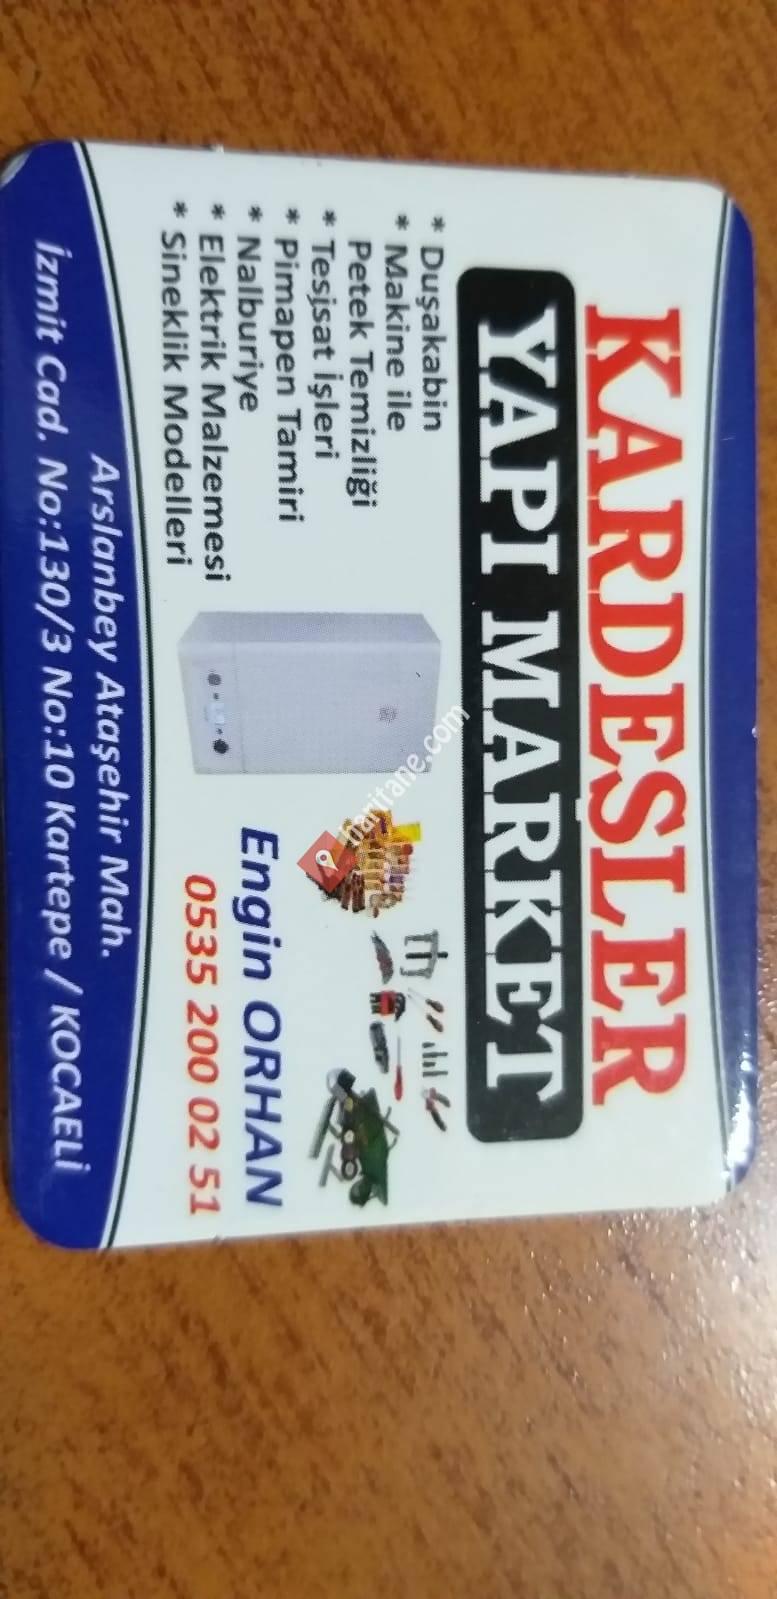 KARDEŞLER
YAPI MARKET
* Duşakabin
* Makine ile
Petek Temizliği
* Tesisat İşleri
* Pimapen Tamiri
* Nalburiye
* Elektrik Malzemesi
* Sineklik Modelleri
haritane.com
Engin ORHAN
0535 200 02 51
Arslanbey Ataşehir Mah.
İzmit Cad. No:130/3 No:10 Kartepe / KOCAELİ